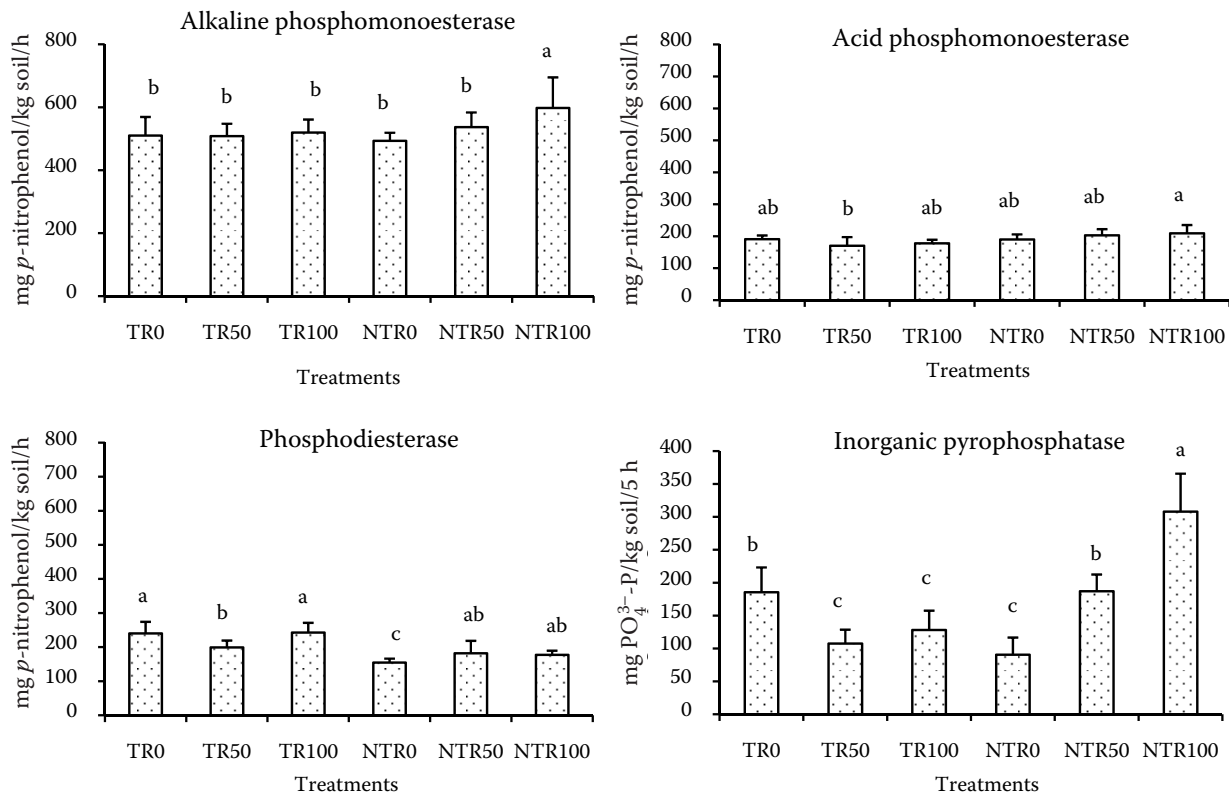 Alkaline phosphomonoesterase
mg p-nitrophenol/kg soil/h
800
600
400
200
0
b
b
b
b
b
a
TR0 TR50 TR100 NTR0 NTR50 NTR100
Treatments
Acid phosphomonoesterase
mg p-nitrophenol/kg soil/h
800
700
600
500
400
300
200
100
0
ab
b
ab
ab
ab
a
TR0 TR50 TR100 NTR0 NTR50 NTR100
Treatments
Phosphodiesterase
mg p-nitrophenol/kg soil/h
800
700
600
500
400
300
200
100
0
a
b
a
c
ab
ab
TR0 TR50 TR100 NTR0 NTR50 NTR100
Treatments
Inorganic pyrophosphatase
mg PO₄³⁻-P/kg soil/5 h
400
350
300
250
200
150
100
50
0
b
c
c
c
b
a
TR0 TR50 TR100 NTR0 NTR50 NTR100
Treatments